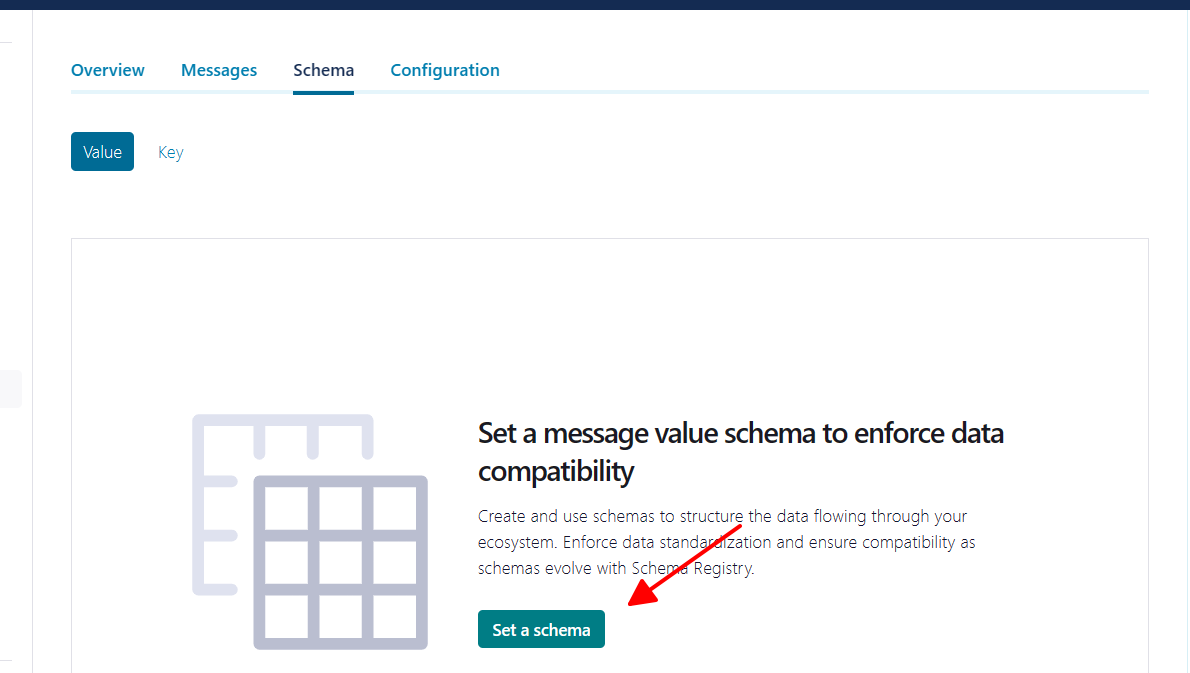 Overview Messages Schema Configuration
Value Key
Set a message value schema to enforce data
compatibility
Create and use schemas to structure the data flowing through your
ecosystem. Enforce data standardization and ensure compatibility as
schemas evolve with Schema Registry.
Set a schema